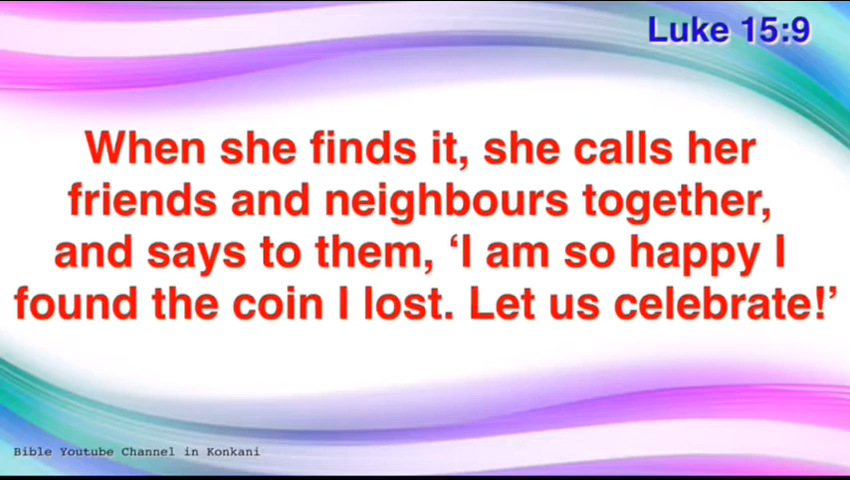 Luke 15:9
When she finds it, she calls her
friends and neighbours together,
and says to them, ‘I am so happy I
found the coin I lost. Let us celebrate!’
Bible Youtube Channel in Konkani